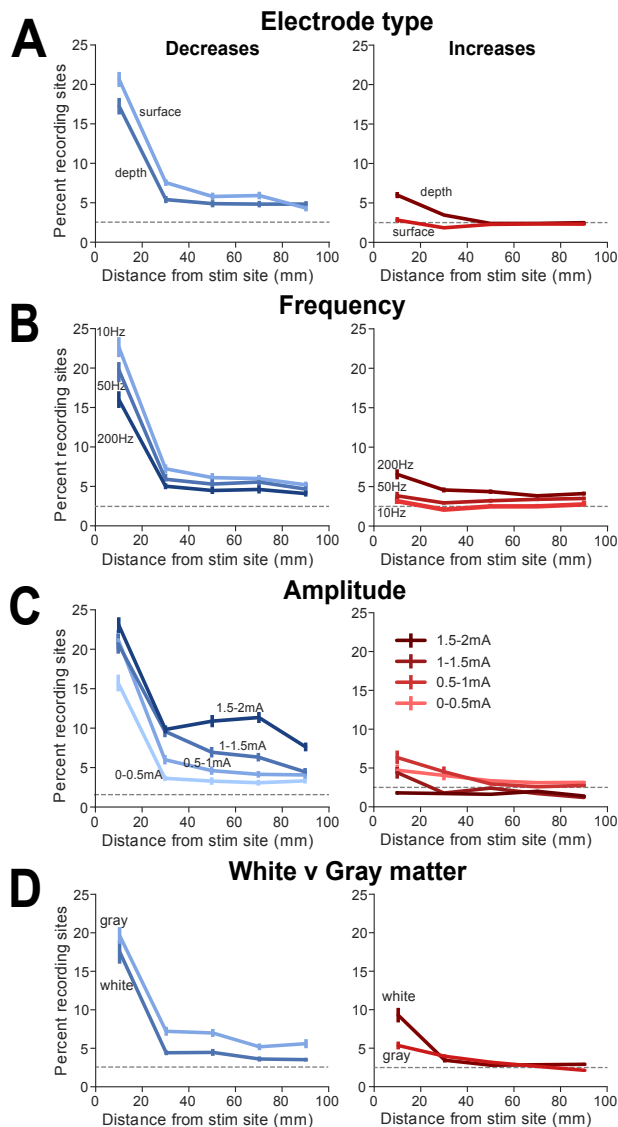 A
Electrode type
Decreases
Increases
Percent recording sites
25
20
15
10
5
0
surface
depth
0 20 40 60 80 100
Distance from stim site (mm)
25
20
15
10
5
0
depth
surface
0 20 40 60 80 100
Distance from stim site (mm)
B
Frequency
Percent recording sites
25
20
15
10
5
0
10Hz
50Hz
200Hz
0 20 40 60 80 100
Distance from stim site (mm)
25
20
15
10
5
0
200Hz
50Hz
10Hz
0 20 40 60 80 100
Distance from stim site (mm)
C
Amplitude
Percent recording sites
25
20
15
10
5
0
1.5-2mA
1-1.5mA
0.5-1mA
0-0.5mA
0 20 40 60 80 100
Distance from stim site (mm)
25
20
15
10
5
0
1.5-2mA
1-1.5mA
0.5-1mA
0-0.5mA
0 20 40 60 80 100
Distance from stim site (mm)
D
White v Gray matter
Percent recording sites
25
20
15
10
5
0
gray
white
0 20 40 60 80 100
Distance from stim site (mm)
25
20
15
10
5
0
white
gray
0 20 40 60 80 100
Distance from stim site (mm)